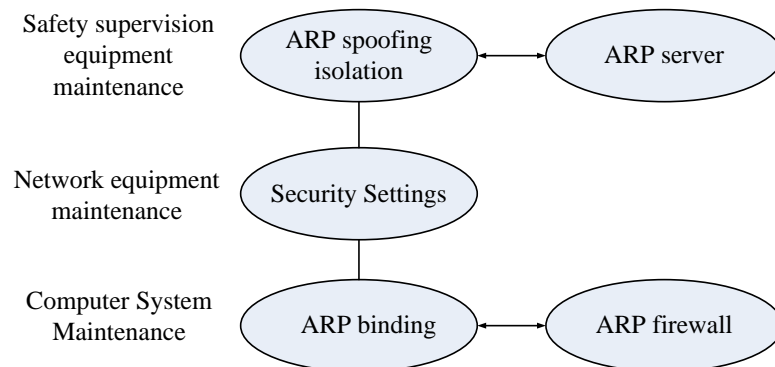 Safety supervision
equipment
maintenance
ARP spoofing
isolation
ARP server
Network equipment
maintenance
Security Settings
Computer System
Maintenance
ARP binding
ARP firewall